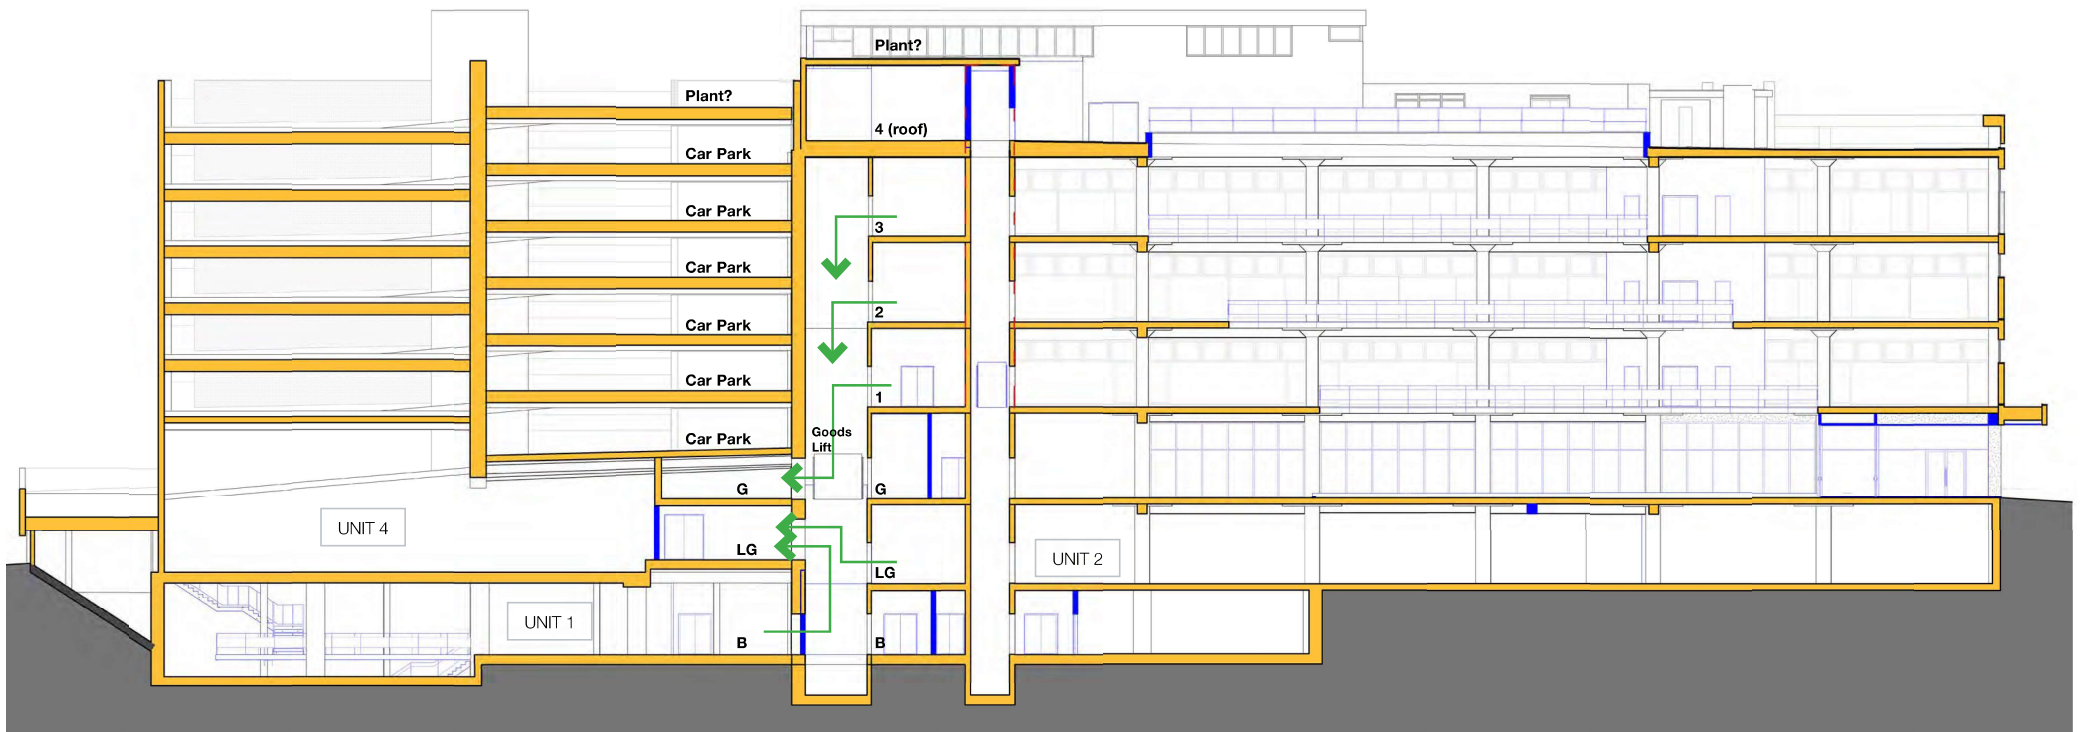 Plant?
Plant?
4 (roof)
Car Park
Car Park
3
Car Park
2
Car Park
Car Park
1
Goods
Lift
Car Park
G
G
UNIT 4
LG
UNIT 2
LG
UNIT 1
B
B